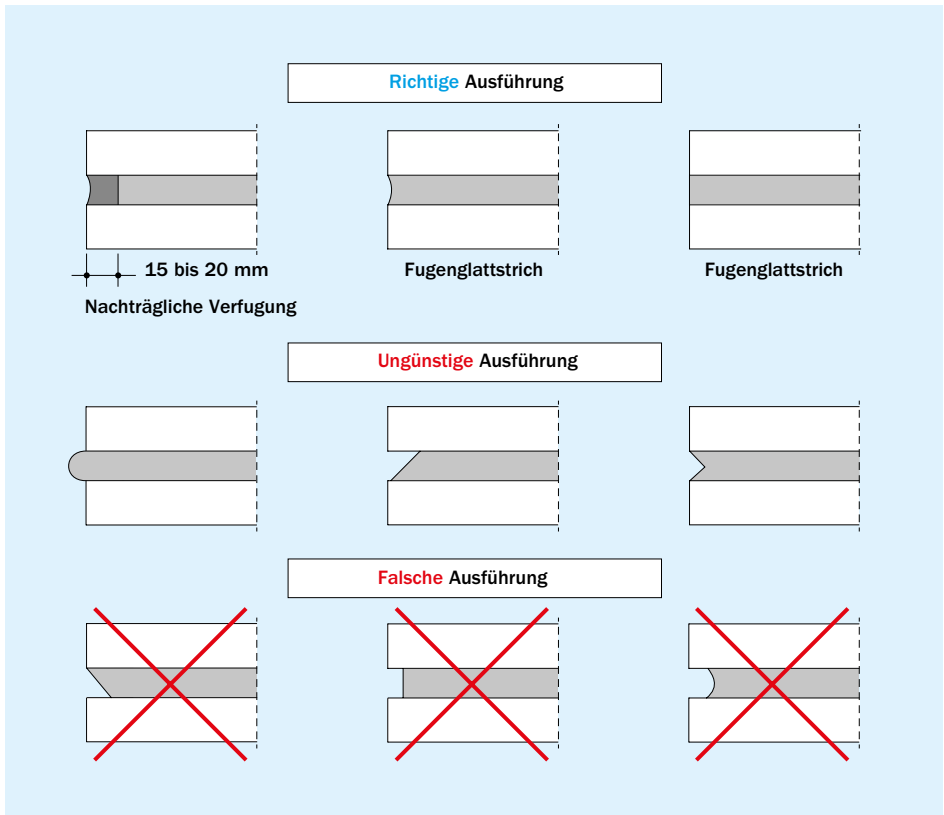 Richtige Ausführung
15 bis 20 mm
Nachträgliche Verfugung
Fugenglattstrich
Fugenglattstrich
Ungünstige Ausführung
Falsche Ausführung